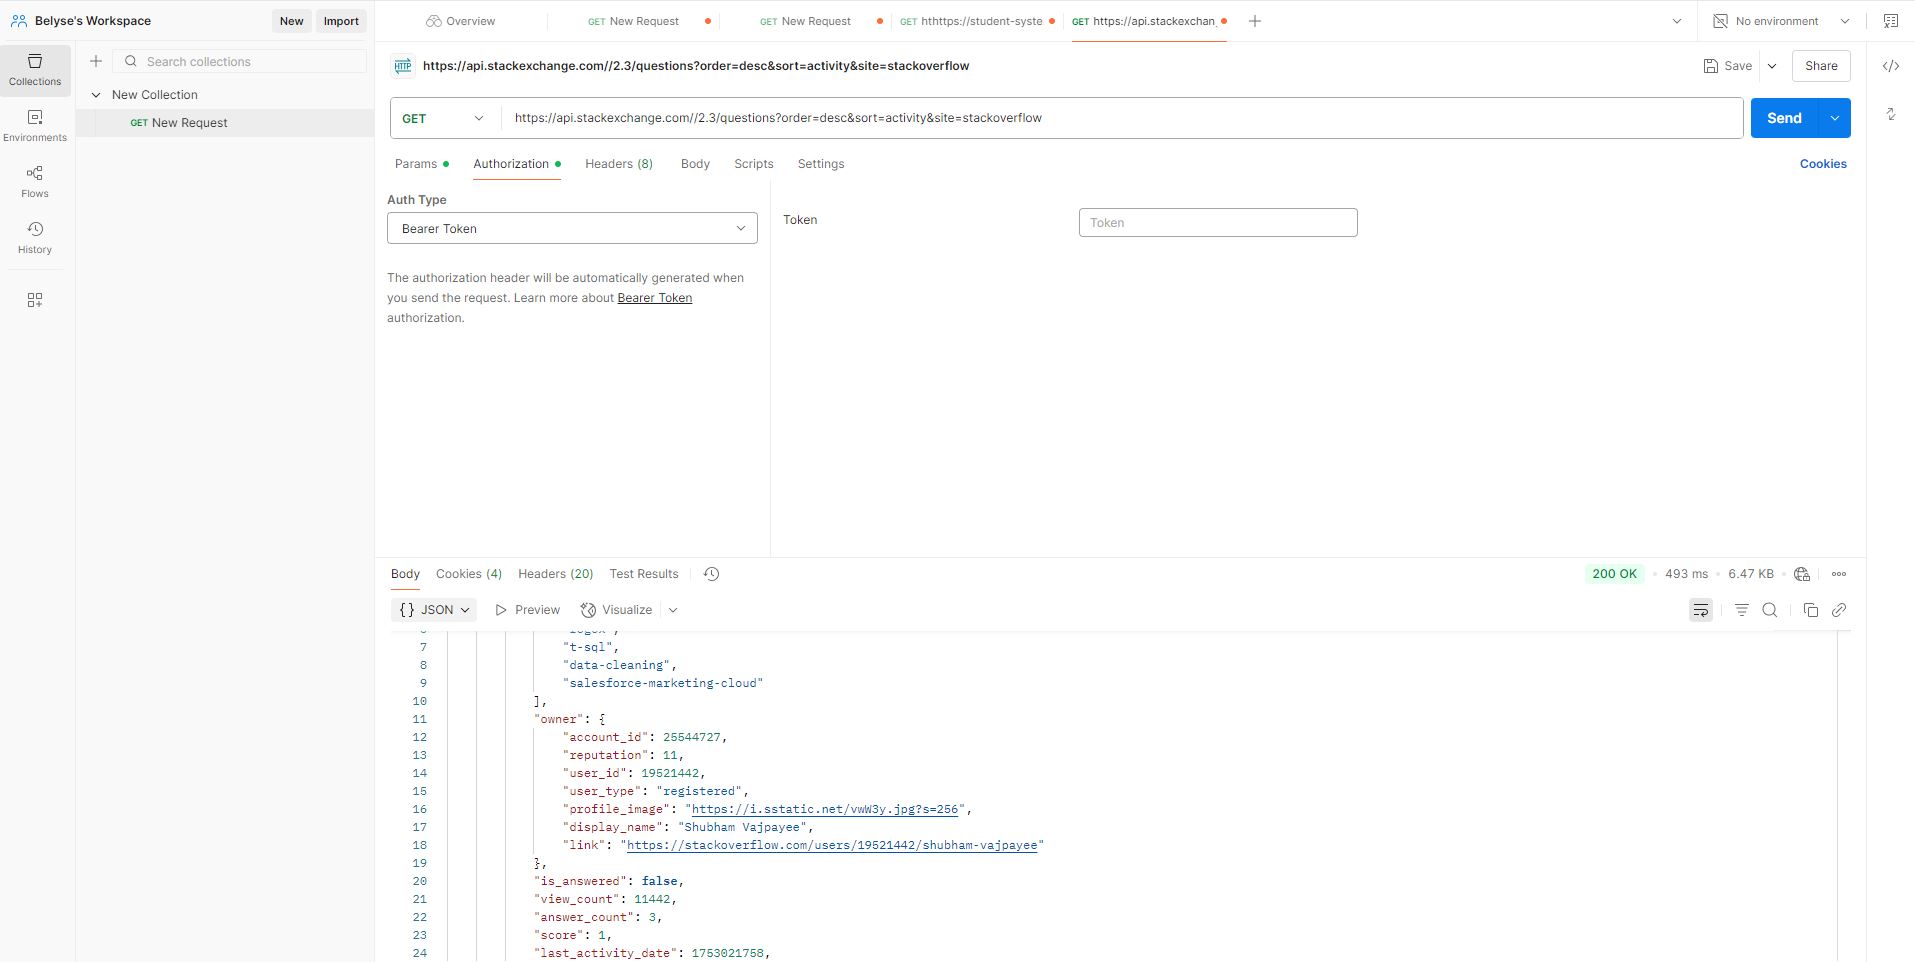 Belyse's Workspace
New
Import
Overview
GET New Request
GET New Request
GET hthttps://student-syste
GET https://api.stackexchan
No environment
Collections
Environments
Flows
History
Search collections
New Collection
GET New Request
HTTP
https://api.stackexchange.com//2.3/questions?order=desc&sort=activity&site=stackoverflow
Save
Share
GET
https://api.stackexchange.com//2.3/questions?order=desc&sort=activity&site=stackoverflow
Send
Params
Authorization
Headers (8)
Body
Scripts
Settings
Cookies
Auth Type
Bearer Token
The authorization header will be automatically generated when
you send the request. Learn more about Bearer Token
authorization.
Token
Token
Body
Cookies (4)
Headers (20)
Test Results
200 OK
493 ms
6.47 KB
{} JSON
Preview
Visualize
7 "t-sql",
8 "data-cleaning",
9 "salesforce-marketing-cloud"
10 ],
11 "owner": {
12 "account_id": 25544727,
13 "reputation": 11,
14 "user_id": 19521442,
15 "user_type": "registered",
16 "profile_image": "https://i.sstatic.net/vwW3y.jpg?s=256",
17 "display_name": "Shubham Vajpayee",
18 "link": "https://stackoverflow.com/users/19521442/shubham-vajpayee"
19 },
20 "is_answered": false,
21 "view_count": 11442,
22 "answer_count": 3,
23 "score": 1,
24 "last_activity_date": 1753021758,